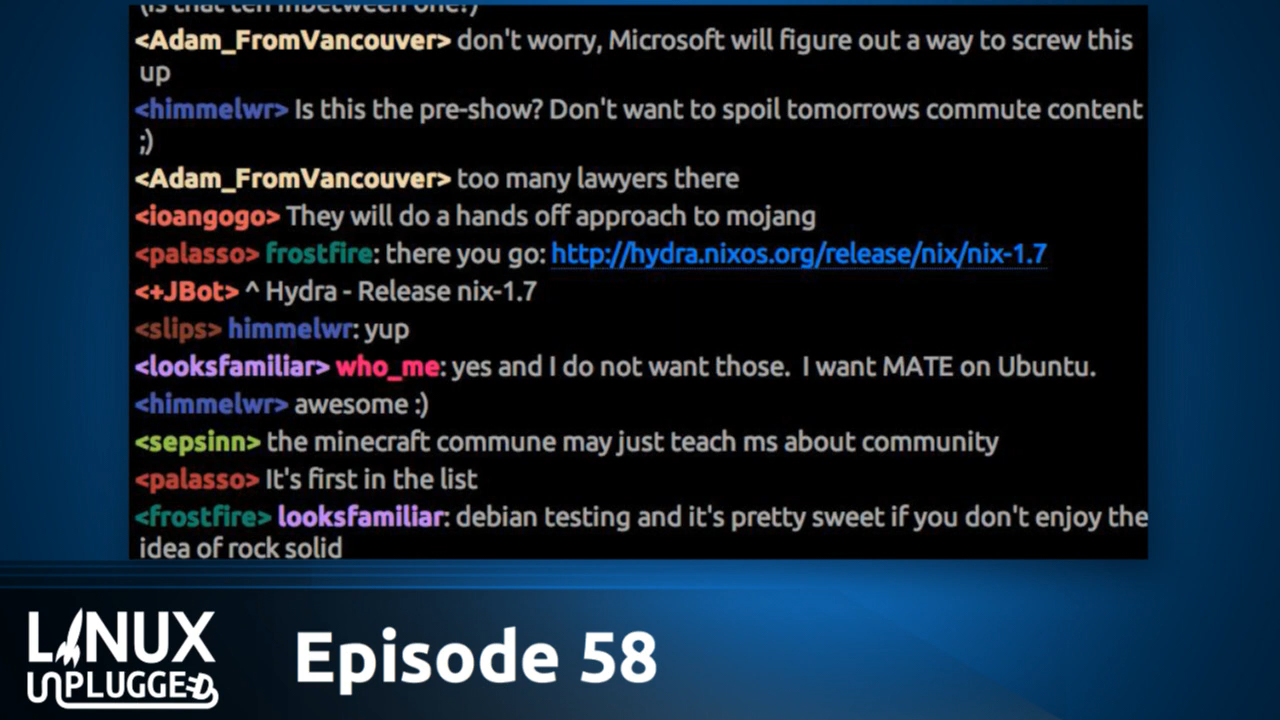 (is that ten inbetween one?)
<Adam_FromVancouver> don't worry, Microsoft will figure out a way to screw this
up
<himmelwr> Is this the pre-show? Don't want to spoil tomorrows commute content
;)
<Adam_FromVancouver> too many lawyers there
<ioangogo> They will do a hands off approach to mojang
<palasso> frostfire: there you go: http://hydra.nixos.org/release/nix/nix-1.7
<+JBot> ^ Hydra - Release nix-1.7
<slips> himmelwr: yup
<looksfamiliar> who_me: yes and I do not want those.  I want MATE on Ubuntu.
<himmelwr> awesome :)
<sepsinn> the minecraft commune may just teach ms about community
<palasso> It's first in the list
<frostfire> looksfamiliar: debian testing and it's pretty sweet if you don't enjoy the
idea of rock solid
LINUX
UNPLUGGED
Episode 58